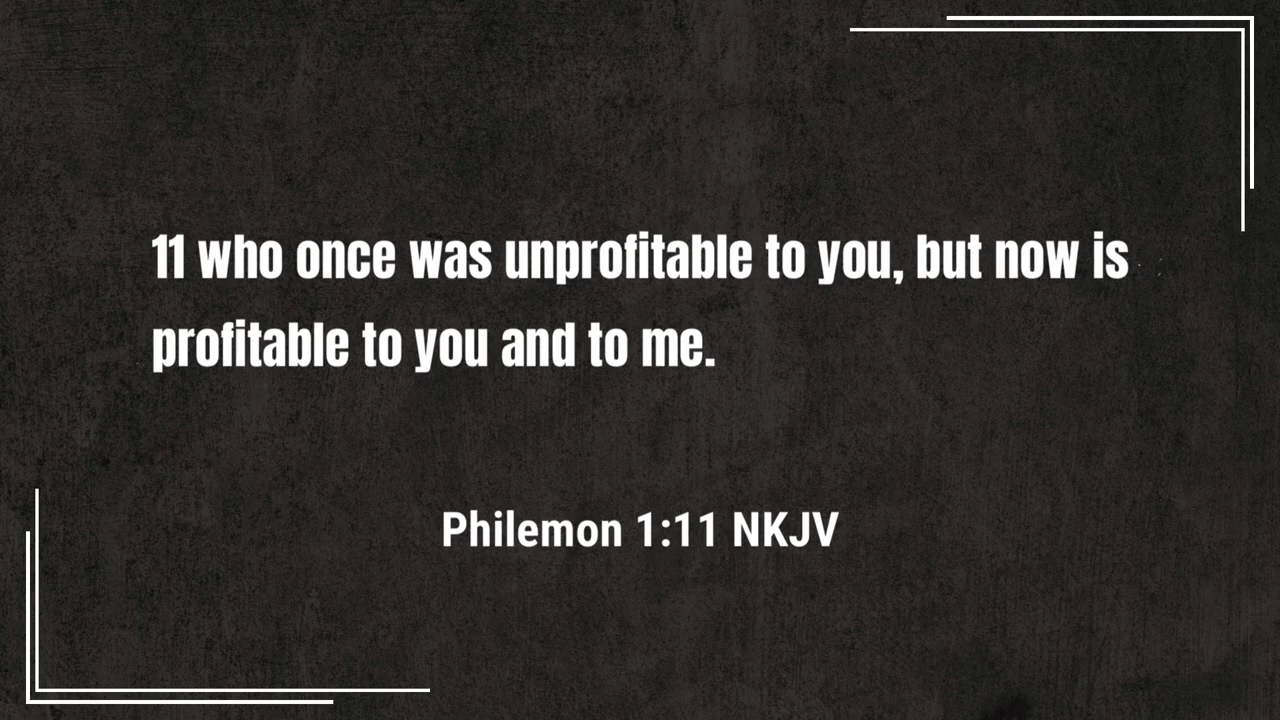 11 who once was unprofitable to you, but now is
profitable to you and to me.
Philemon 1:11 NKJV